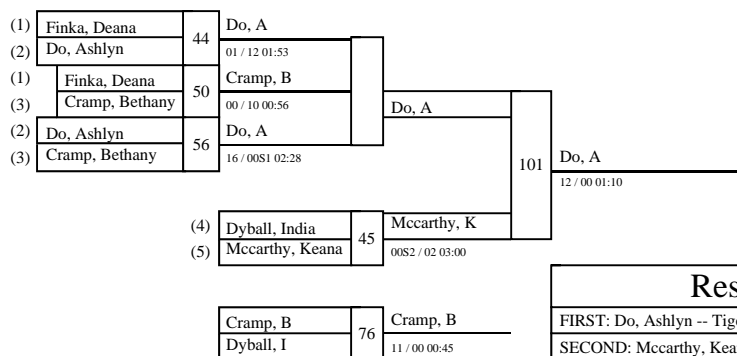 (1) Finka, Deana 44 Do, A
(2) Do, Ashlyn 01 / 12 01:53
(1) Finka, Deana 50 Cramp, B
(3) Cramp, Bethany 00 / 10 00:56
Do, A
(2) Do, Ashlyn 56 Do, A
(3) Cramp, Bethany 16 / 00S1 02:28
101 Do, A
12 / 00 01:10
(4) Dyball, India 45 Mccarthy, K
(5) Mccarthy, Keana 00S2 / 02 03:00
Res
Cramp, B 76 Cramp, B
Dyball, I 11 / 00 00:45
FIRST: Do, Ashlyn -- Tig
SECOND: Mccarthy, Kea